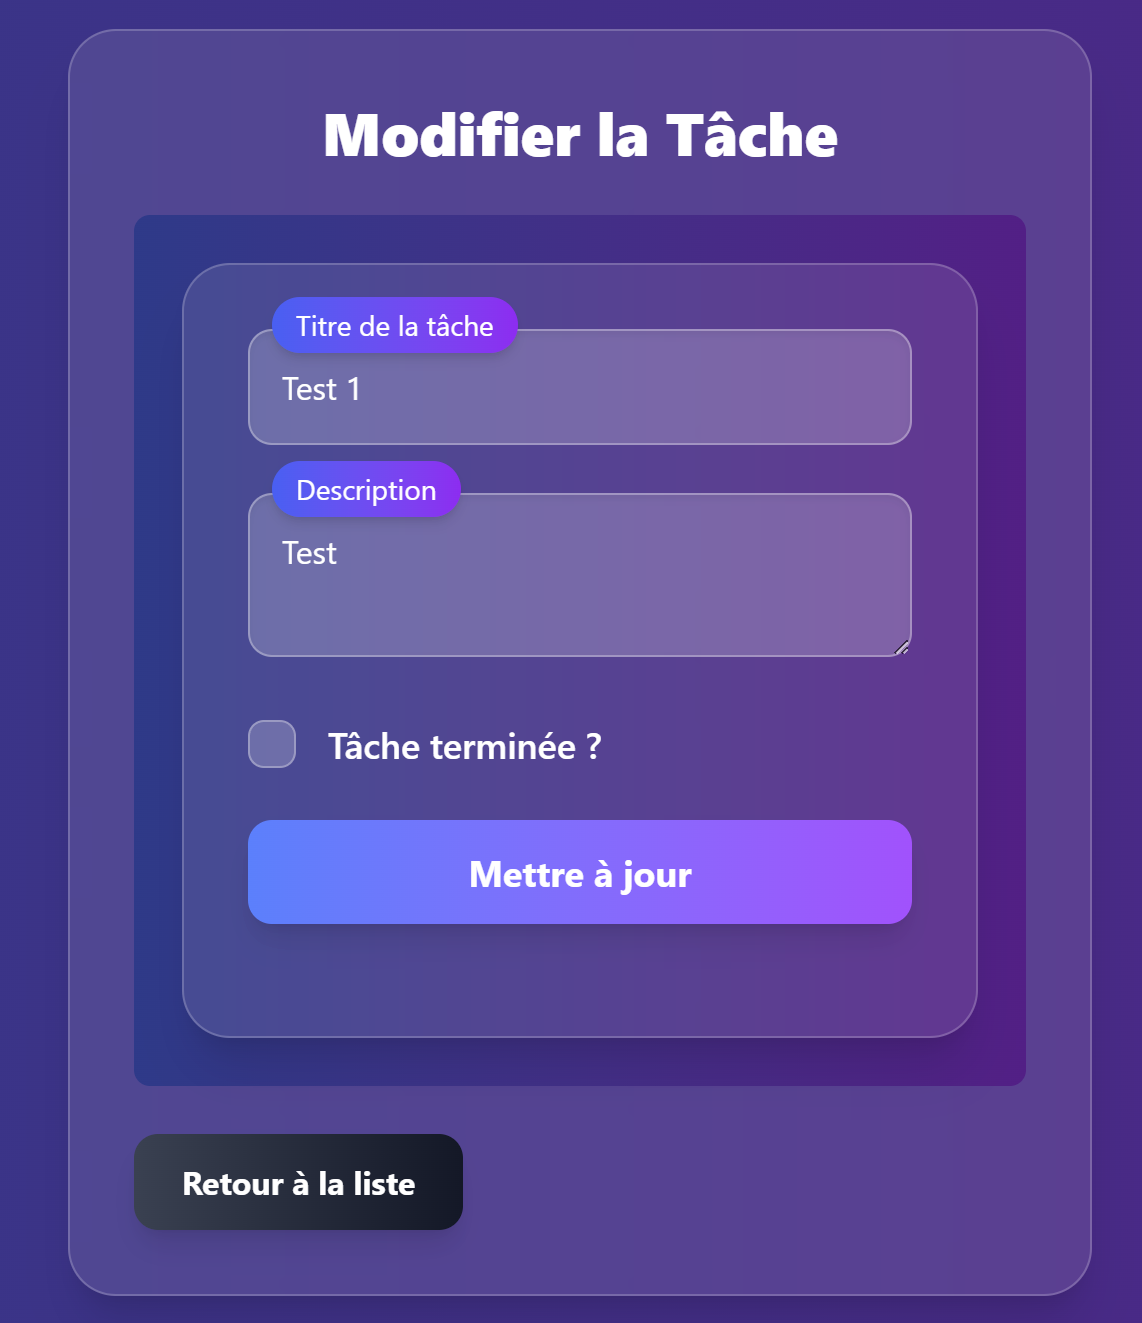 Modifier la Tâche
Titre de la tâche
Test 1
Description
Test
Tâche terminée ?
Mettre à jour
Retour à la liste